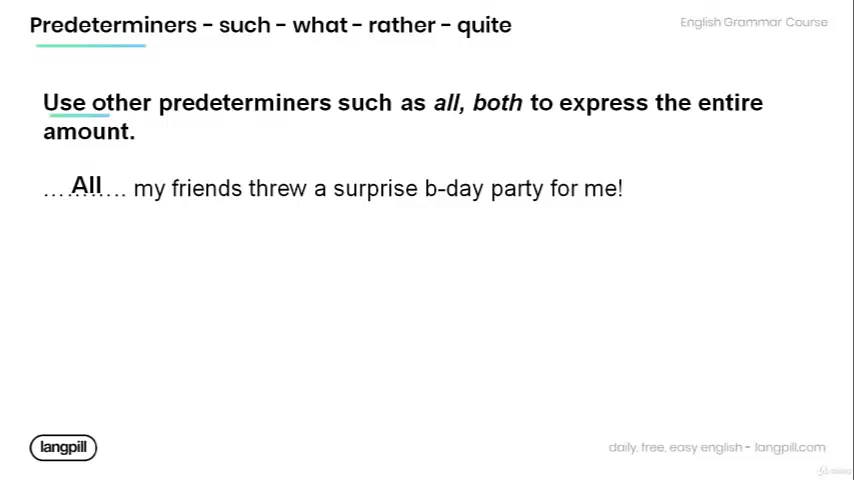 Predeterminers - such - what - rather - quite
English Grammar Course
Use other predeterminers such as all, both to express the entire
amount.
...All... my friends threw a surprise b-day party for me!
langpill
daily, free, easy english - langpill.com